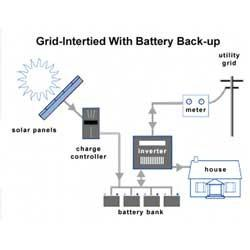 Grid-Intertied With Battery Back-up
utility
grid
meter
solar panels
charge
controller
inverter
house
battery bank